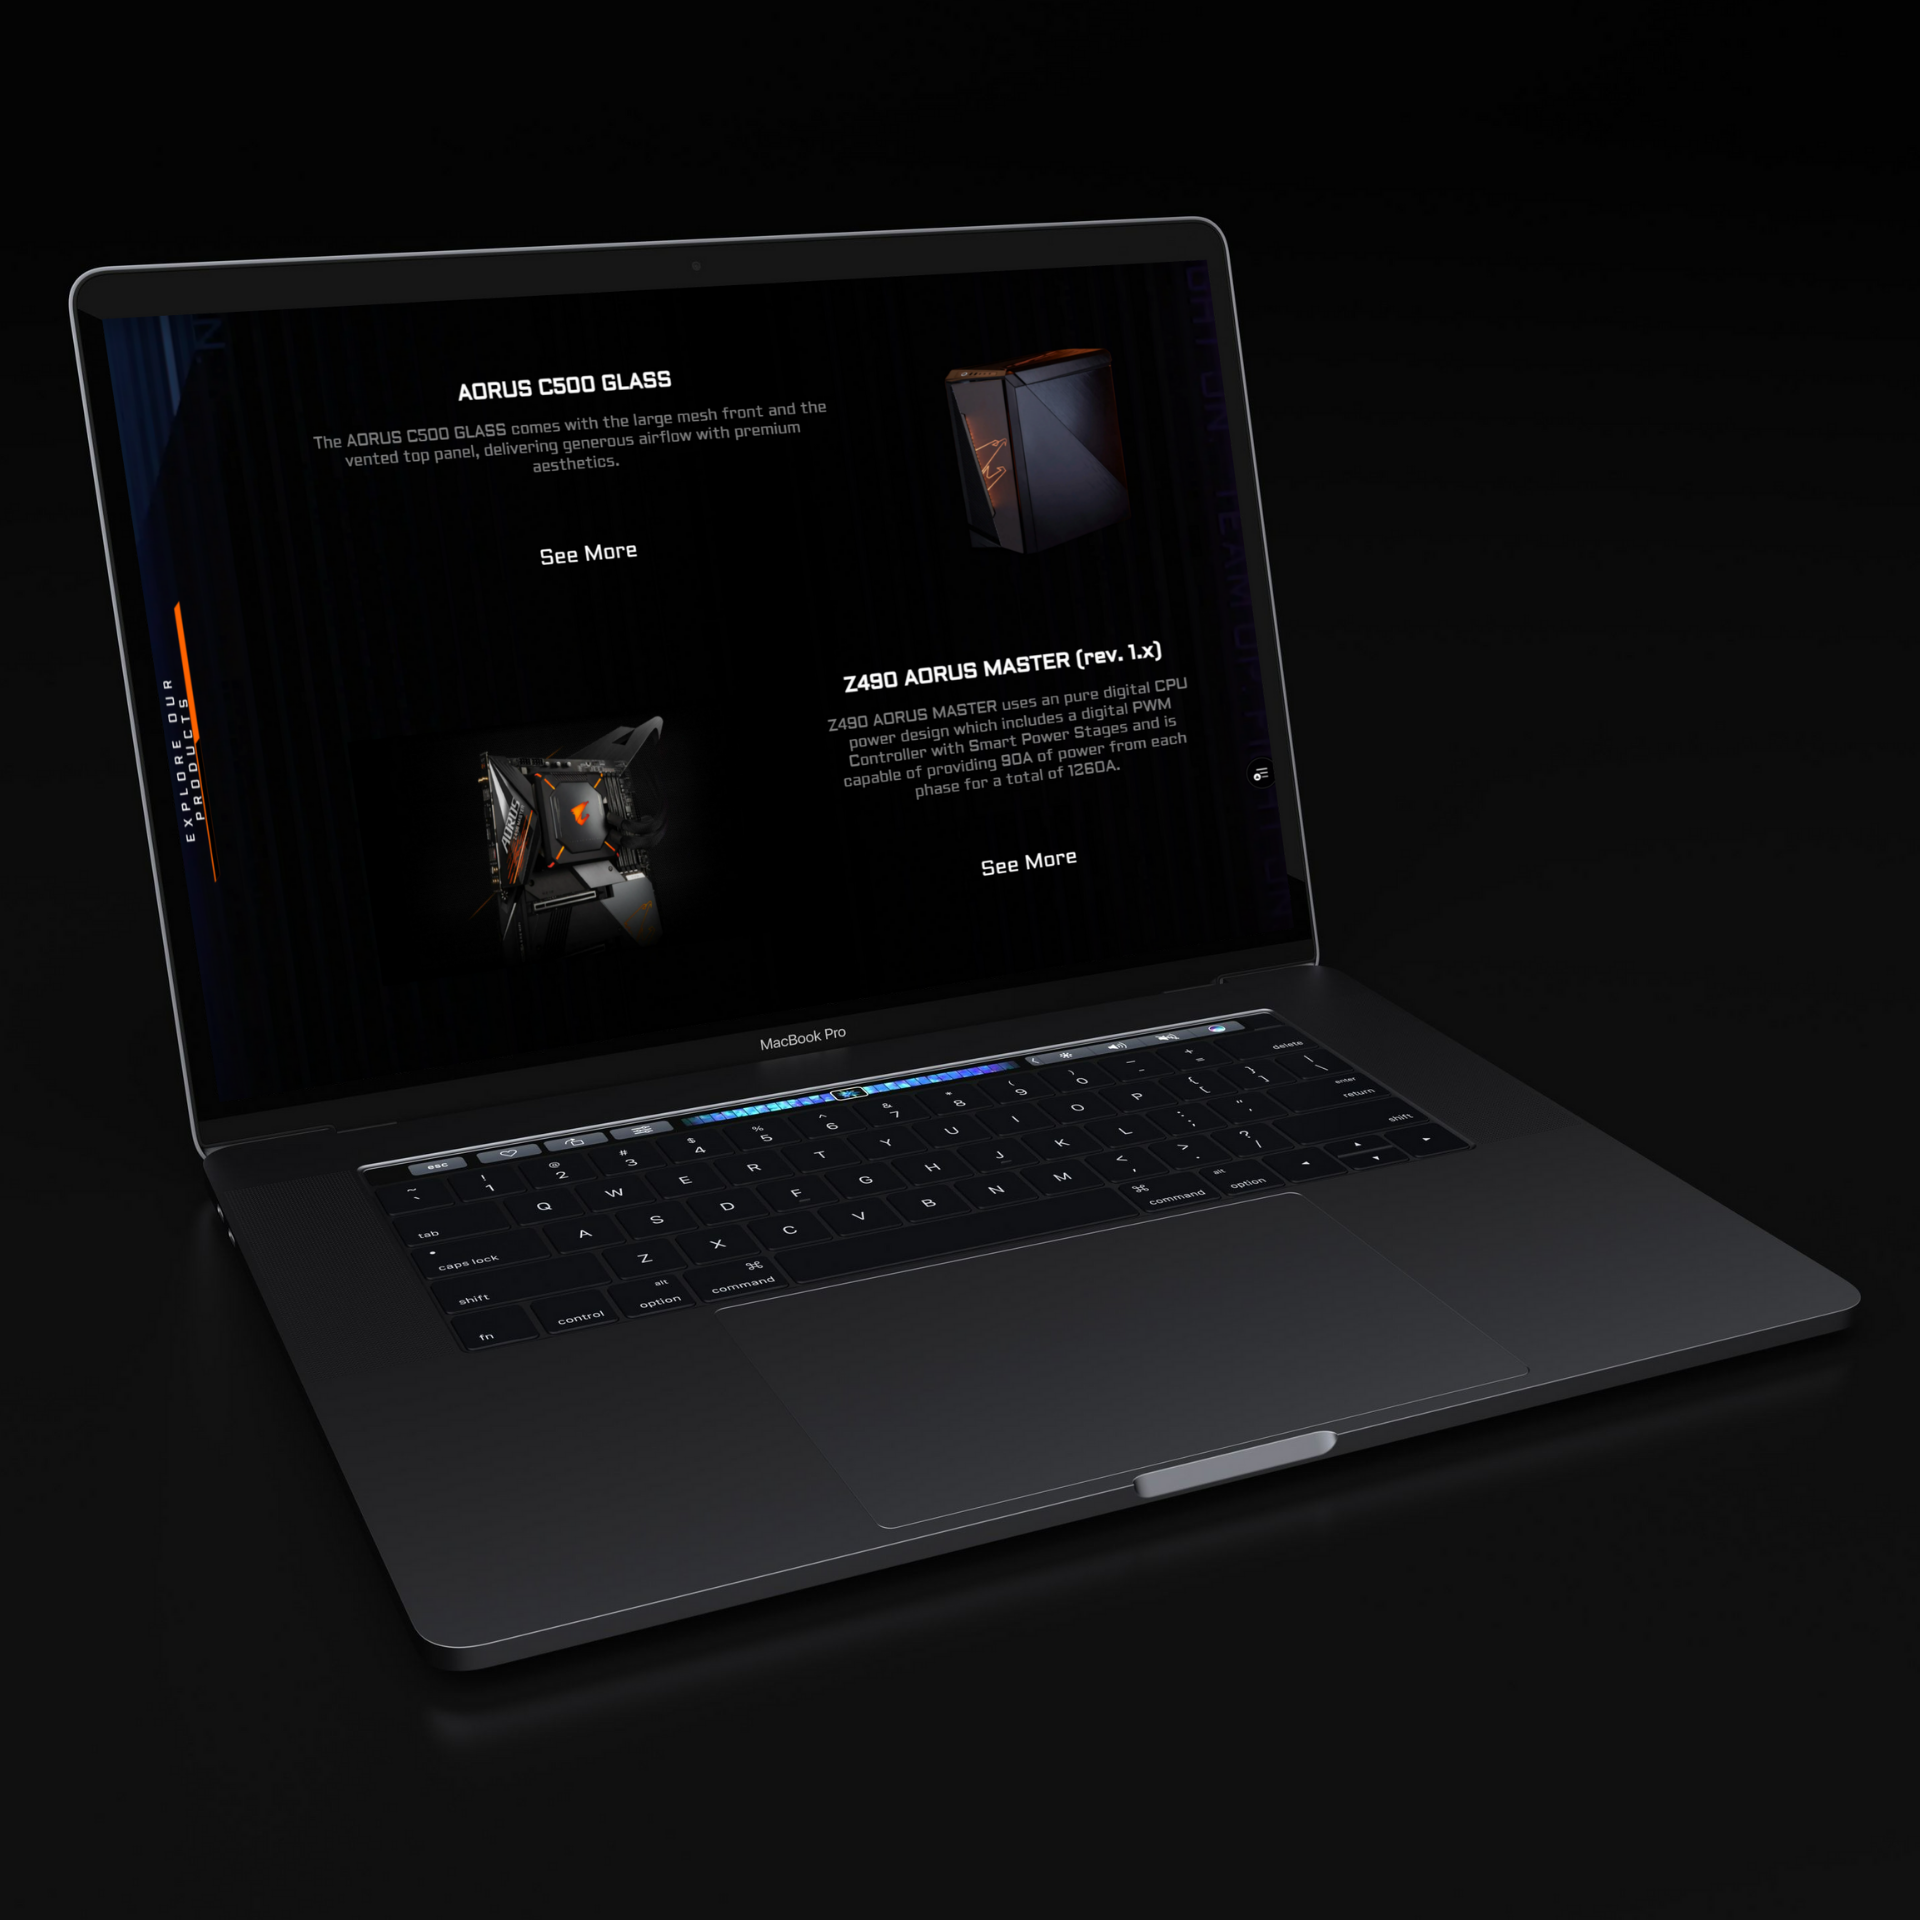 AORUS C500 GLASS
The AORUS C500 GLASS comes with the large mesh front and the
vented top panel, delivering generous airflow with premium
aesthetics.
See More
EXPLORE OUR
PRODUCTS
Z490 AORUS MASTER (rev. 1.x)
Z490 AORUS MASTER uses an pure digital CPU
power design which includes a digital PWM
Controller with Smart Power Stages and is
capable of providing 90A of power from each
phase for a total of 1260A.
See More
AORUS
MacBook Pro
esc
~ ! @ # $ % ^ & * ( ) — +
` 1 2 3 4 5 6 7 8 9 0 - = delete
tab Q W E R T Y U I O P { [ } ] | \
caps lock A S D F G H J K L : ; " ' enter return
shift Z X C V B N M < , > . ? / shift
fn control alt option ⌘ command ⌘ command alt option